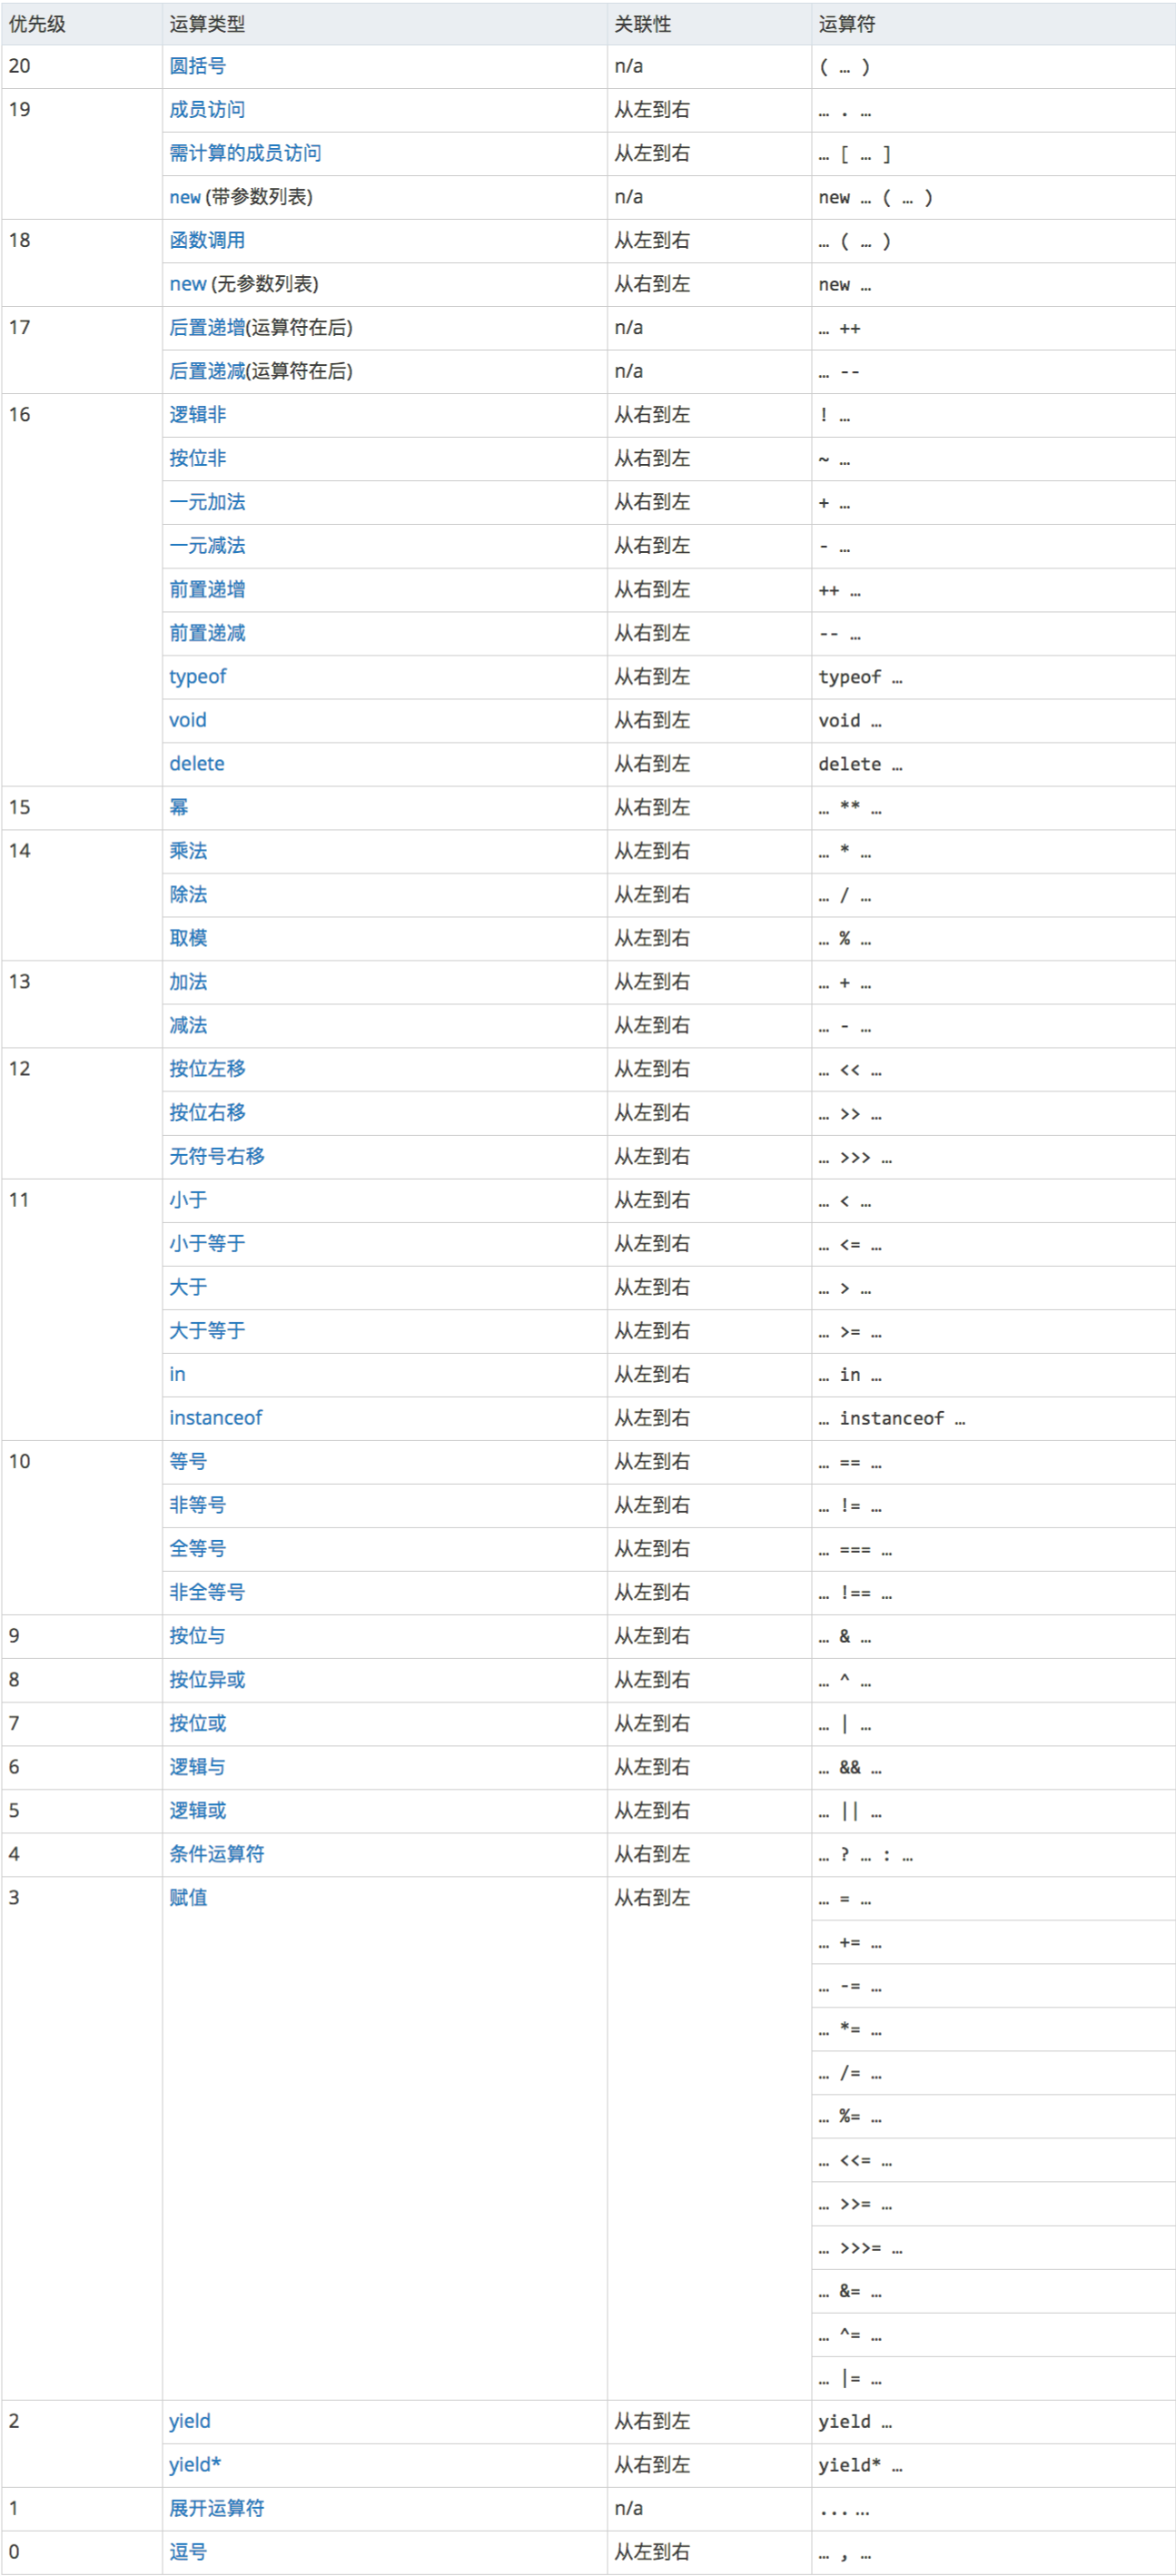 优先级 运算类型 关联性 运算符
20 圆括号 n/a ( … )
19 成员访问 从左到右 … . …
需计算的成员访问 从左到右 … [ … ]
new (带参数列表) n/a new … ( … )
18 函数调用 从左到右 … ( … )
new (无参数列表) 从右到左 new …
17 后置递增(运算符在后) n/a … ++
后置递减(运算符在后) n/a … --
16 逻辑非 从右到左 ! …
按位非 从右到左 ~ …
一元加法 从右到左 + …
一元减法 从右到左 - …
前置递增 从右到左 ++ …
前置递减 从右到左 -- …
typeof 从右到左 typeof …
void 从右到左 void …
delete 从右到左 delete …
15 幂 从右到左 … ** …
14 乘法 从左到右 … * …
除法 从左到右 … / …
取模 从左到右 … % …
13 加法 从左到右 … + …
减法 从左到右 … - …
12 按位左移 从左到右 … << …
按位右移 从左到右 … >> …
无符号右移 从左到右 … >>> …
11 小于 从左到右 … < …
小于等于 从左到右 … <= …
大于 从左到右 … > …
大于等于 从左到右 … >= …
in 从左到右 … in …
instanceof 从左到右 … instanceof …
10 等号 从左到右 … == …
非等号 从左到右 … != …
全等号 从左到右 … === …
非全等号 从左到右 … !== …
9 按位与 从左到右 … & …
8 按位异或 从左到右 … ^ …
7 按位或 从左到右 … | …
6 逻辑与 从左到右 … && …
5 逻辑或 从左到右 … || …
4 条件运算符 从右到左 … ? … : …
3 赋值 从右到左 … = …
… += …
… -= …
… *= …
… /= …
… %= …
… <<= …
… >>= …
… >>>= …
… &= …
… ^= …
… |= …
2 yield 从右到左 yield …
yield* 从右到左 yield* …
1 展开运算符 n/a ... …
0 逗号 从左到右 … , …